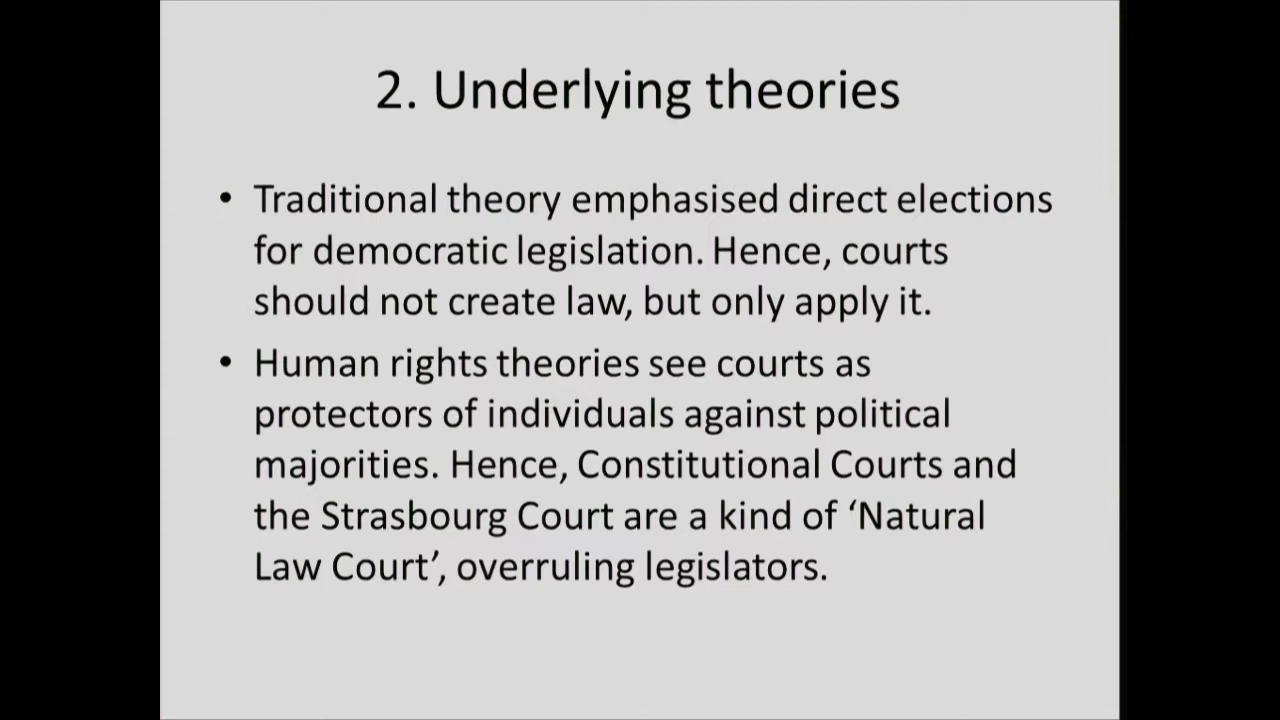 2. Underlying theories
• Traditional theory emphasised direct elections
for democratic legislation. Hence, courts
should not create law, but only apply it.
• Human rights theories see courts as
protectors of individuals against political
majorities. Hence, Constitutional Courts and
the Strasbourg Court are a kind of ‘Natural
Law Court’, overruling legislators.